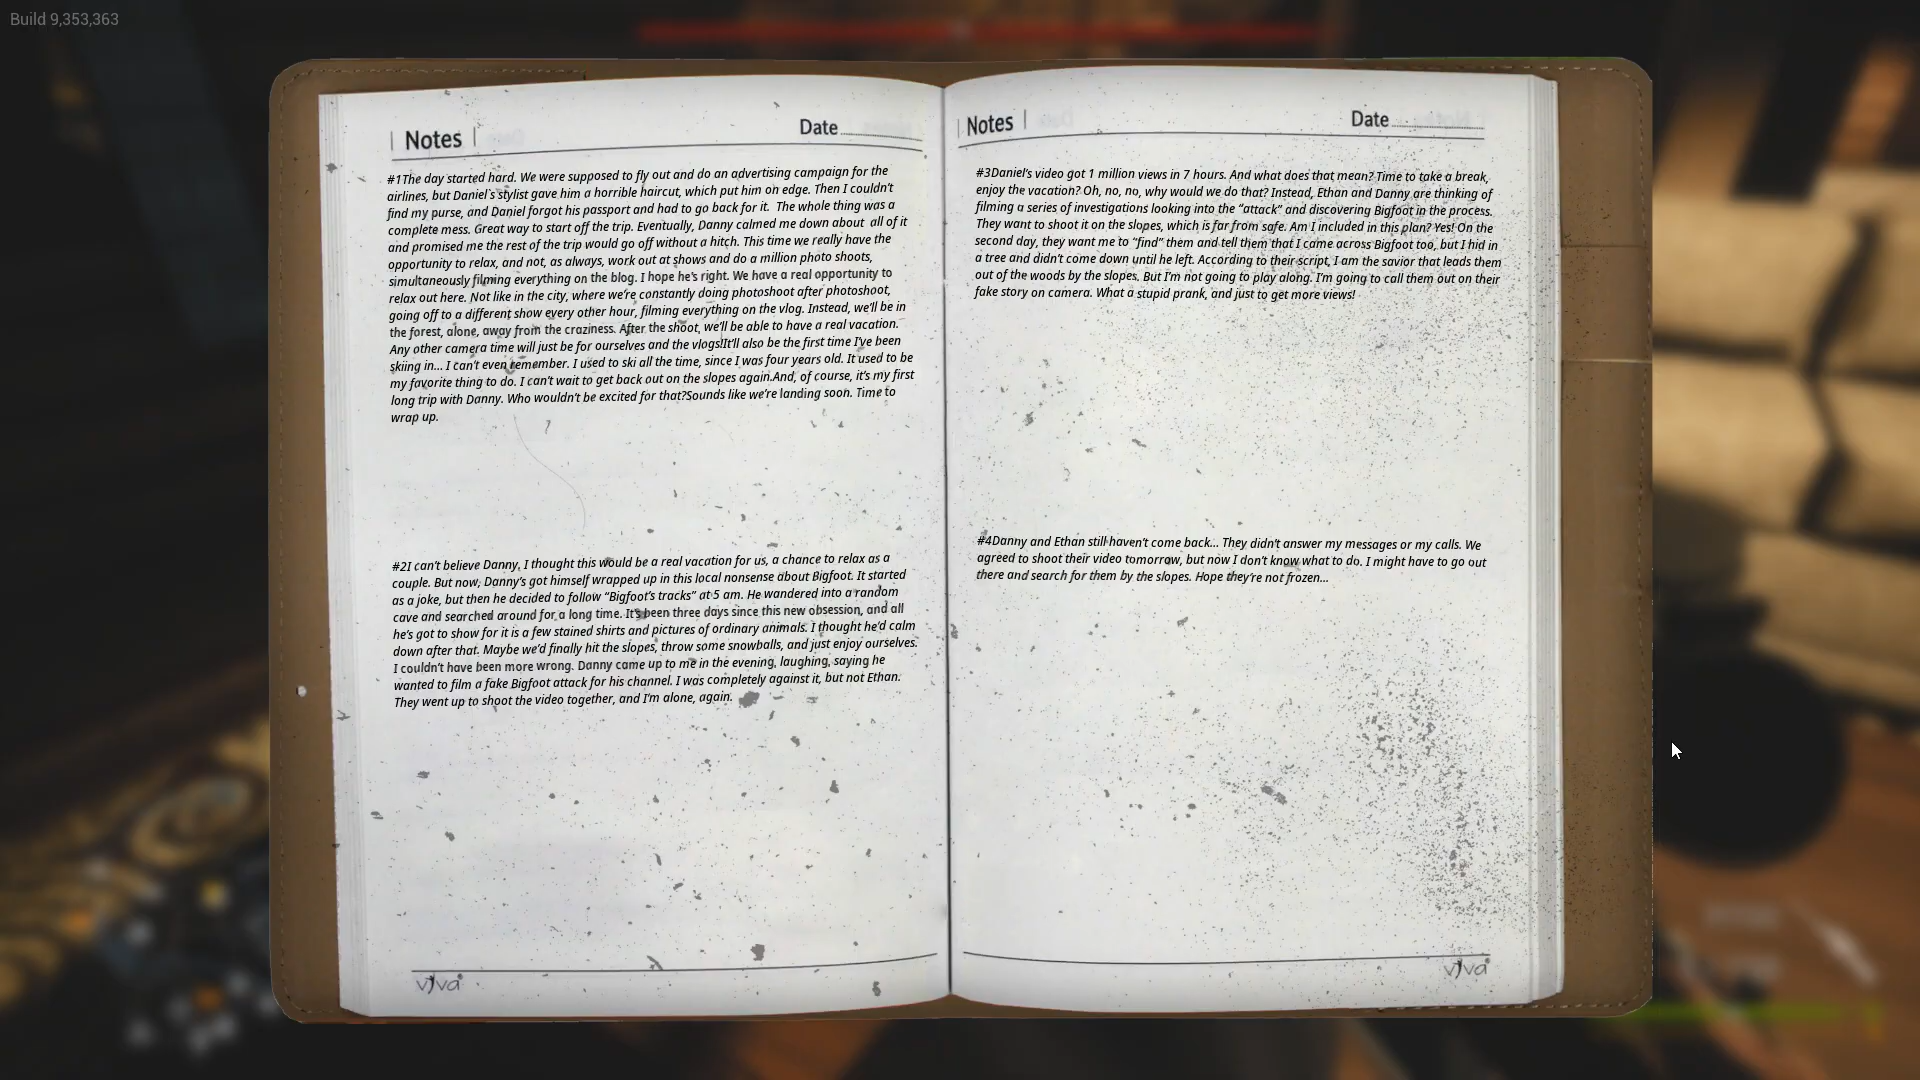 Build 9,353,363
Notes
Date
#1The day started hard. We were supposed to fly out and do an advertising campaign for the
airlines, but Daniel`s stylist gave him a horrible haircut, which put him on edge. Then I couldn't
find my purse, and Daniel forgot his passport and had to go back for it.  The whole thing was a
complete mess. Great way to start off the trip. Eventually, Danny calmed me down about  all of it
and promised me the rest of the trip would go off without a hitch. This time we really have the
opportunity to relax, and not, as always, work out at shows and do a million photo shoots,
simultaneously filming everything on the blog. I hope he's right. We have a real opportunity to
relax out here. Not like in the city, where we're constantly doing photoshoot after photoshoot,
going off to a different show every other hour, filming everything on the vlog. Instead, we'll be in
the forest, alone, away from the craziness. After the shoot, we'll be able to have a real vacation.
Any other camera time will just be for ourselves and the vlogs!It'll also be the first time I've been
skiing in... I can't even remember. I used to ski all the time, since I was four years old. It used to be
my favorite thing to do. I can't wait to get back out on the slopes again.And, of course, it's my first
long trip with Danny. Who wouldn't be excited for that?Sounds like we're landing soon. Time to
wrap up.
#2I can't believe Danny, I thought this would be a real vacation for us, a chance to relax as a
couple. But now, Danny's got himself wrapped up in this local nonsense about Bigfoot. It started
as a joke, but then he decided to follow "Bigfoot's tracks" at 5 am. He wandered into a random
cave and searched around for a long time. It's been three days since this new obsession, and all
he's got to show for it is a few stained shirts and pictures of ordinary animals. I thought he'd calm
down after that. Maybe we'd finally hit the slopes, throw some snowballs, and just enjoy ourselves.
I couldn't have been more wrong. Danny came up to me in the evening, laughing, saying he
wanted to film a fake Bigfoot attack for his channel. I was completely against it, but not Ethan.
They went up to shoot the video together, and I'm alone, again.
viva
Notes
Date
#3Daniel's video got 1 million views in 7 hours. And what does that mean? Time to take a break,
enjoy the vacation? Oh, no, no, why would we do that? Instead, Ethan and Danny are thinking of
filming a series of investigations looking into the "attack" and discovering Bigfoot in the process.
They want to shoot it on the slopes, which is far from safe. Am I included in this plan? Yes! On the
second day, they want me to "find" them and tell them that I came across Bigfoot too, but I hid in
a tree and didn't come down until he left. According to their script, I am the savior that leads them
out of the woods by the slopes. But I'm not going to play along. I'm going to call them out on their
fake story on camera. What a stupid prank, and just to get more views!
#4Danny and Ethan still haven't come back... They didn't answer my messages or my calls. We
agreed to shoot their video tomorrow, but now I don't know what to do. I might have to go out
there and search for them by the slopes. Hope they're not frozen...
viva